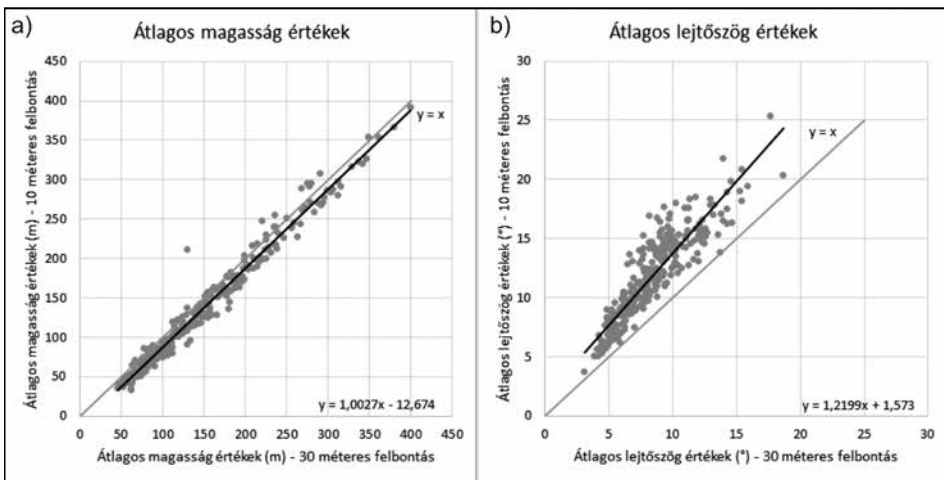 a)
Átlagos magasság értékek
Átlagos magasság értékek (m) - 10 méteres felbontás
450
400
350
300
250
200
150
100
50
0
y = x
y = 1,0027x - 12,674
0 50 100 150 200 250 300 350 400 450
Átlagos magasság értékek (m) - 30 méteres felbontás
b)
Átlagos lejtőszög értékek
Átlagos lejtőszög értékek (°) - 10 méteres felbontás
30
25
20
15
10
5
0
y = x
y = 1,2199x + 1,573
0 5 10 15 20 25 30
Átlagos lejtőszög értékek (°) - 30 méteres felbontás